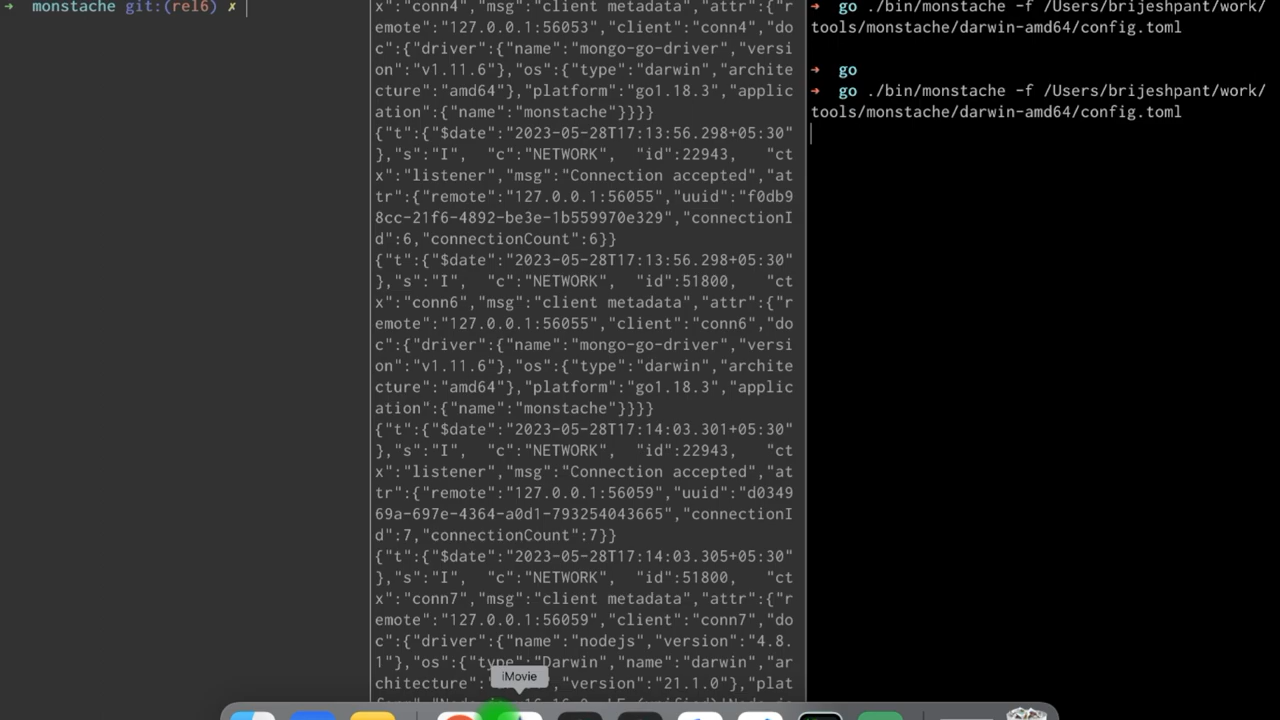 ➜  monstache git:(rel6) ✗
x":"conn4","msg":"client metadata","attr":{"r
emote":"127.0.0.1:56053","client":"conn4","do
c":{"driver":{"name":"mongo-go-driver","versi
on":"v1.11.6"},"os":{"type":"darwin","archite
cture":"amd64"},"platform":"go1.18.3","applic
ation":{"name":"monstache"}}}}
{"t":{"$date":"2023-05-28T17:13:56.298+05:30"
},"s":"I",  "c":"NETWORK",  "id":22943,   "ct
x":"listener","msg":"Connection accepted","at
tr":{"remote":"127.0.0.1:56055","uuid":"f0db9
8cc-21f6-4892-be3e-1b559970e329","connectionI
d":6,"connectionCount":6}}
{"t":{"$date":"2023-05-28T17:13:56.298+05:30"
},"s":"I",  "c":"NETWORK",  "id":51800,   "ct
x":"conn6","msg":"client metadata","attr":{"r
emote":"127.0.0.1:56055","client":"conn6","do
c":{"driver":{"name":"mongo-go-driver","versi
on":"v1.11.6"},"os":{"type":"darwin","archite
cture":"amd64"},"platform":"go1.18.3","applic
ation":{"name":"monstache"}}}}
{"t":{"$date":"2023-05-28T17:14:03.301+05:30"
},"s":"I",  "c":"NETWORK",  "id":22943,   "ct
x":"listener","msg":"Connection accepted","at
tr":{"remote":"127.0.0.1:56059","uuid":"d0349
69a-697e-4364-a0d1-793254043665","connectionI
d":7,"connectionCount":7}}
{"t":{"$date":"2023-05-28T17:14:03.305+05:30"
},"s":"I",  "c":"NETWORK",  "id":51800,   "ct
x":"conn7","msg":"client metadata","attr":{"r
emote":"127.0.0.1:56059","client":"conn7","do
c":{"driver":{"name":"nodejs","version":"4.8.
1"},"os":{"type":"Darwin","name":"darwin","ar
chitecture":" ,"version":"21.1.0"},"plat
iMovie
➜  go ./bin/monstache -f /Users/brijeshpant/work/
tools/monstache/darwin-amd64/config.toml
➜  go
➜  go ./bin/monstache -f /Users/brijeshpant/work/
tools/monstache/darwin-amd64/config.toml